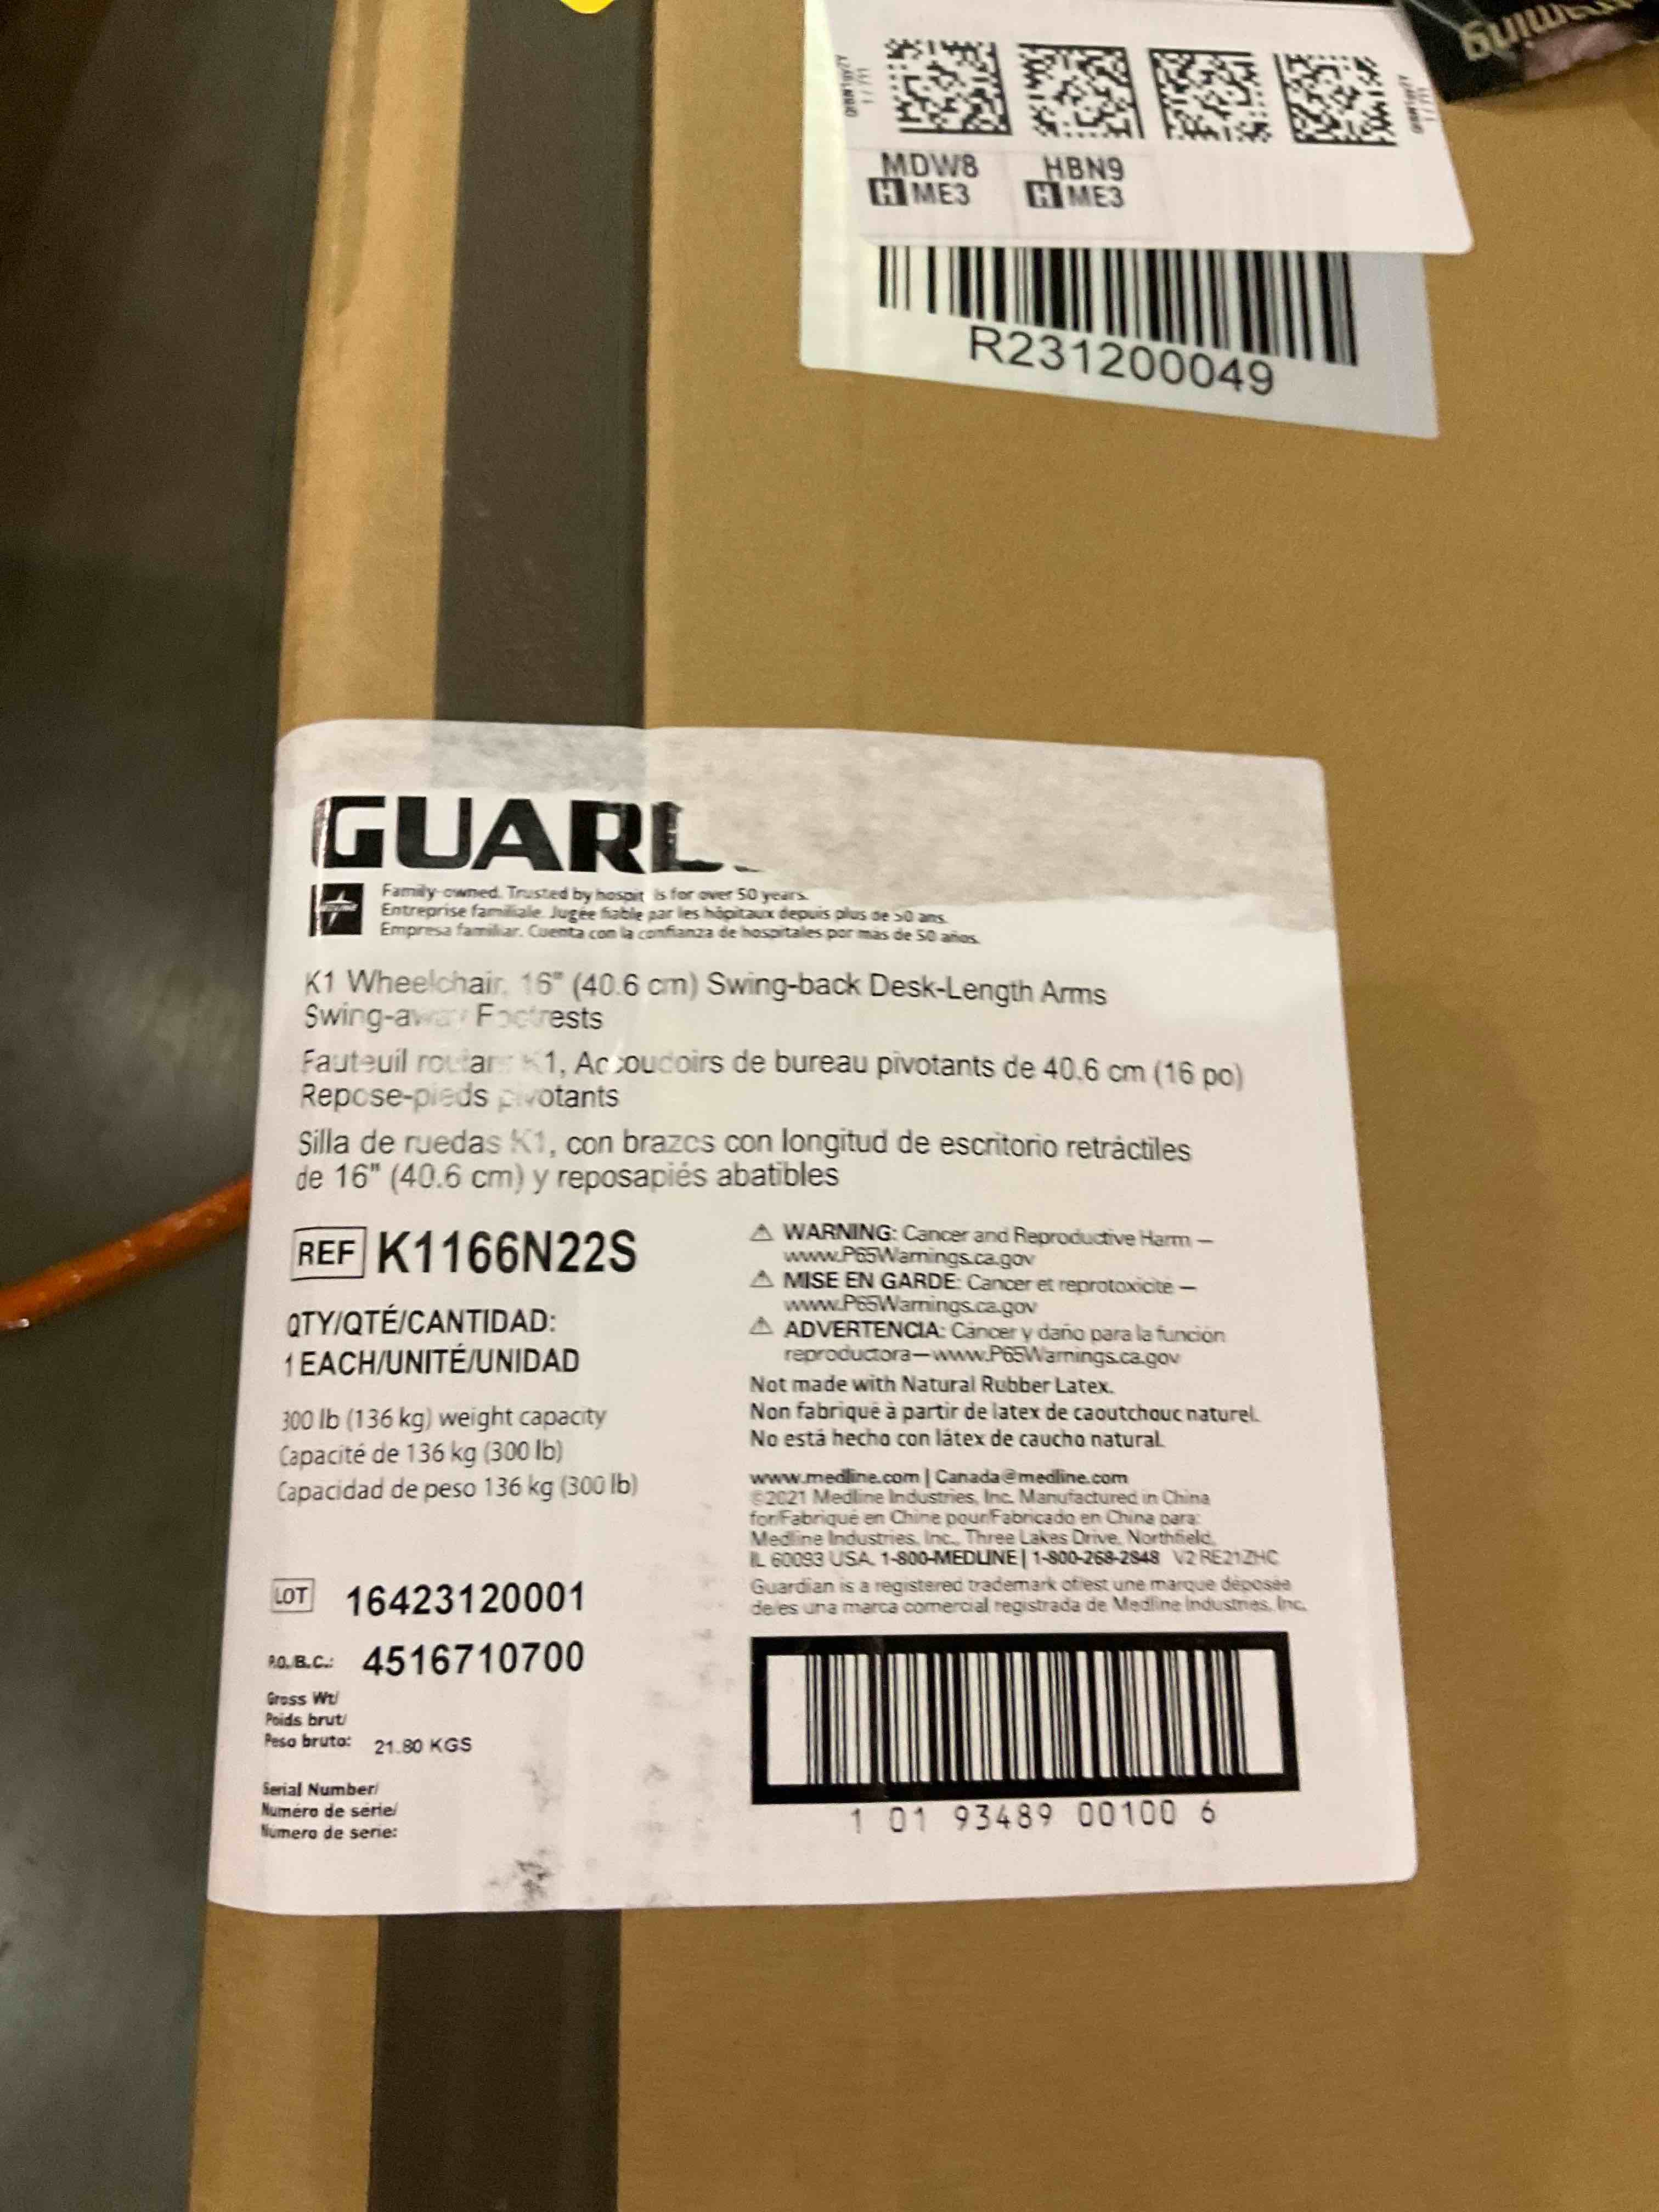 MDW8 HBN9
H ME3 H ME3
R231200049
GUAR
Family-owned. Trusted by for over 50 years.
Entreprise familiale. Jugée fiable par les hôpitaux depuis plus de 50 ans.
Empresa familiar. Cuenta con la confianza de hospitales por más de 50 años.
K1 Wheelchair, 16" (40.6 cm) Swing-back Desk-Length Arms
Swing-away Footrests
Fauteuil roulant K1, Accoudoirs de bureau pivotants de 40.6 cm (16 po)
Repose-pieds pivotants
Silla de ruedas K1, con brazos con longitud de escritorio retráctiles
de 16" (40.6 cm) y reposapiés abatibles
REF K1166N22S
QTY/QTÉ/CANTIDAD:
1 EACH/UNITÉ/UNIDAD
300 lb (136 kg) weight capacity
Capacité de 136 kg (300 lb)
Capacidad de peso 136 kg (300 lb)
LOT 16423120001
P.O./B.C.: 4516710700
Gross Wt/
Poids brut/
Peso bruto: 21.80 KGS
Serial Number/
Numéro de série/
Numero de serie:
⚠ WARNING: Cancer and Reproductive Harm –
www.P65Warnings.ca.gov
⚠ MISE EN GARDE: Cancer et reprotoxicité –
www.P65Warnings.ca.gov
⚠ ADVERTENCIA: Cáncer y daño para la función
reproductora—www.P65Warnings.ca.gov
Not made with Natural Rubber Latex.
Non fabriqué à partir de latex de caoutchouc naturel.
No está hecho con látex de caucho natural.
www.medline.com | Canada@medline.com
©2021 Medline Industries, Inc. Manufactured in China
for/Fabriqué en Chine pour/Fabricado en China para:
Medline Industries, Inc., Three Lakes Drive, Northfield,
IL 60093 USA. 1-800-MEDLINE | 1-800-268-2848 V2 RE21ZHC
Guardian is a registered trademark of/est une marque déposée
de/es una marca comercial registrada de Medline Industries, Inc.
1 01 93489 00100 6